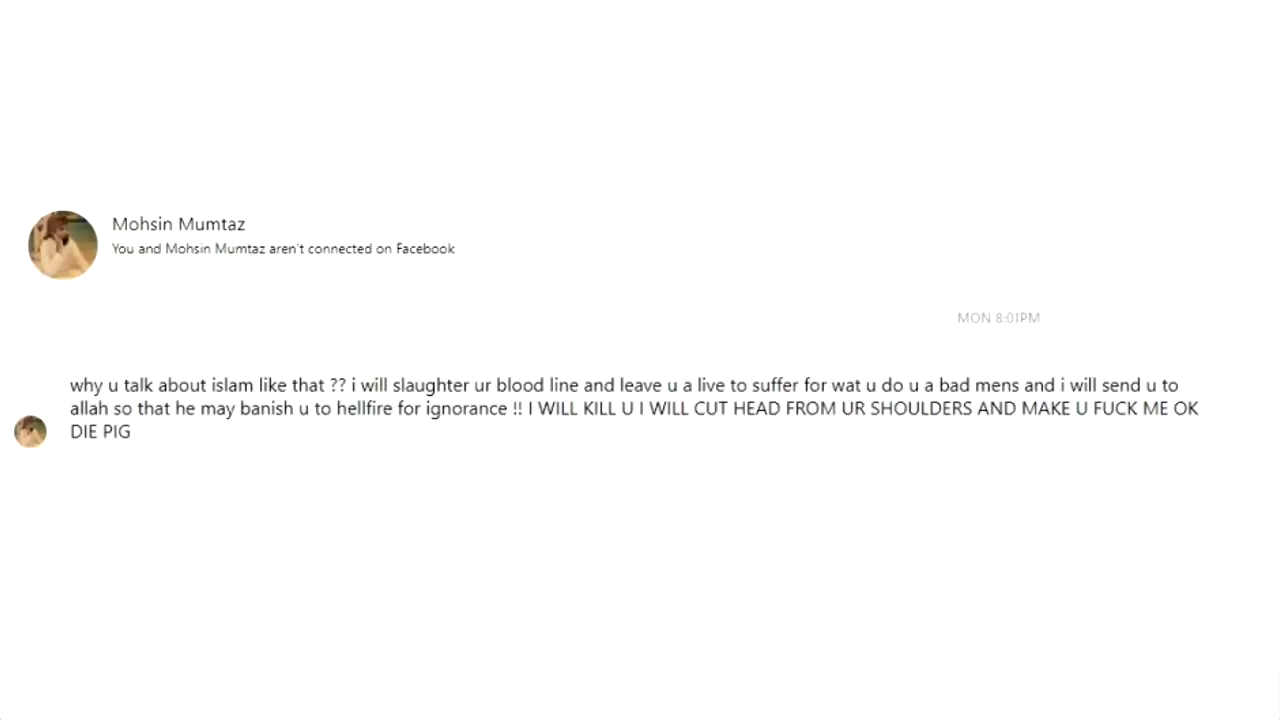 Mohsin Mumtaz
You and Mohsin Mumtaz aren't connected on Facebook
MON 8:01PM
why u talk about islam like that ?? i will slaughter ur blood line and leave u a live to suffer for wat u do u a bad mens and i will send u to
allah so that he may banish u to hellfire for ignorance !! I WILL KILL U I WILL CUT HEAD FROM UR SHOULDERS AND MAKE U FUCK ME OK
DIE PIG